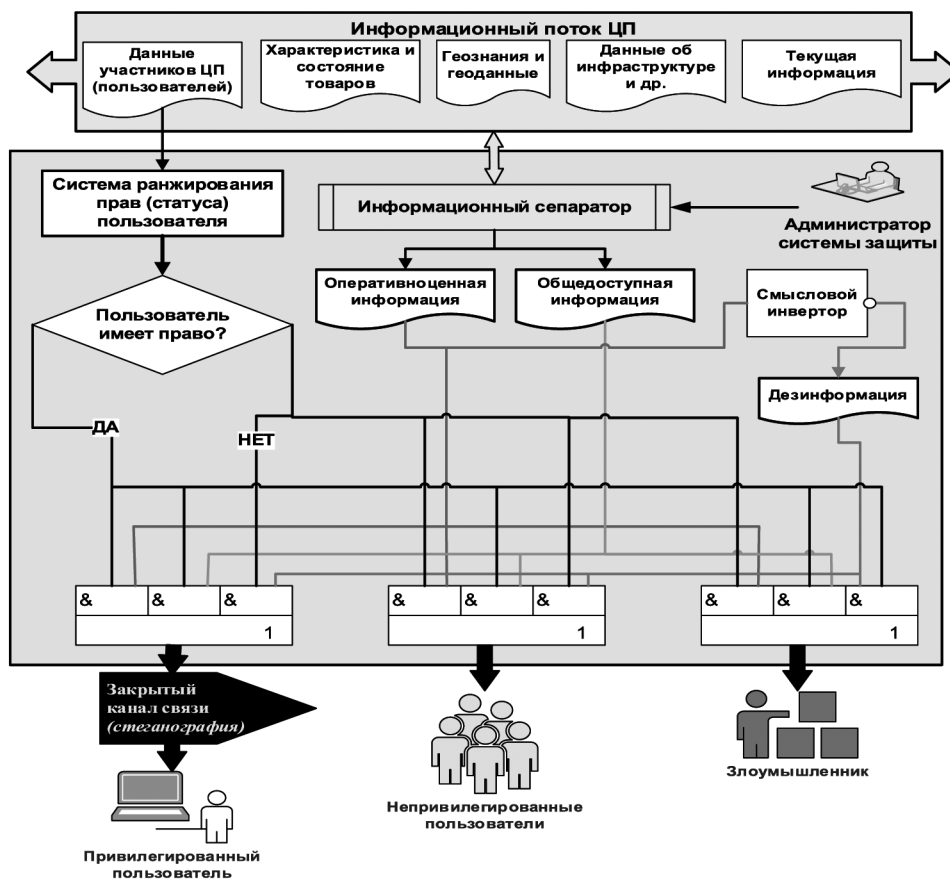 Информационный поток ЦП
Данные
участников ЦП
(пользователей)
Характеристика и
состояние
товаров
Геознания и
геоданные
Данные об
инфраструктуре
и др.
Текущая
информация
Система ранжирования
прав (статуса)
пользователя
Информационный сепаратор
Администратор
системы защиты
Оперативноценная
информация
Общедоступная
информация
Смысловой
инвертор
Пользователь
имеет право?
Дезинформация
ДА
НЕТ
& & &
1
& & &
1
& & &
1
Закрытый
канал связи
(стеганография)
Привилегированный
пользователь
Непривилегированные
пользователи
Злоумышленник